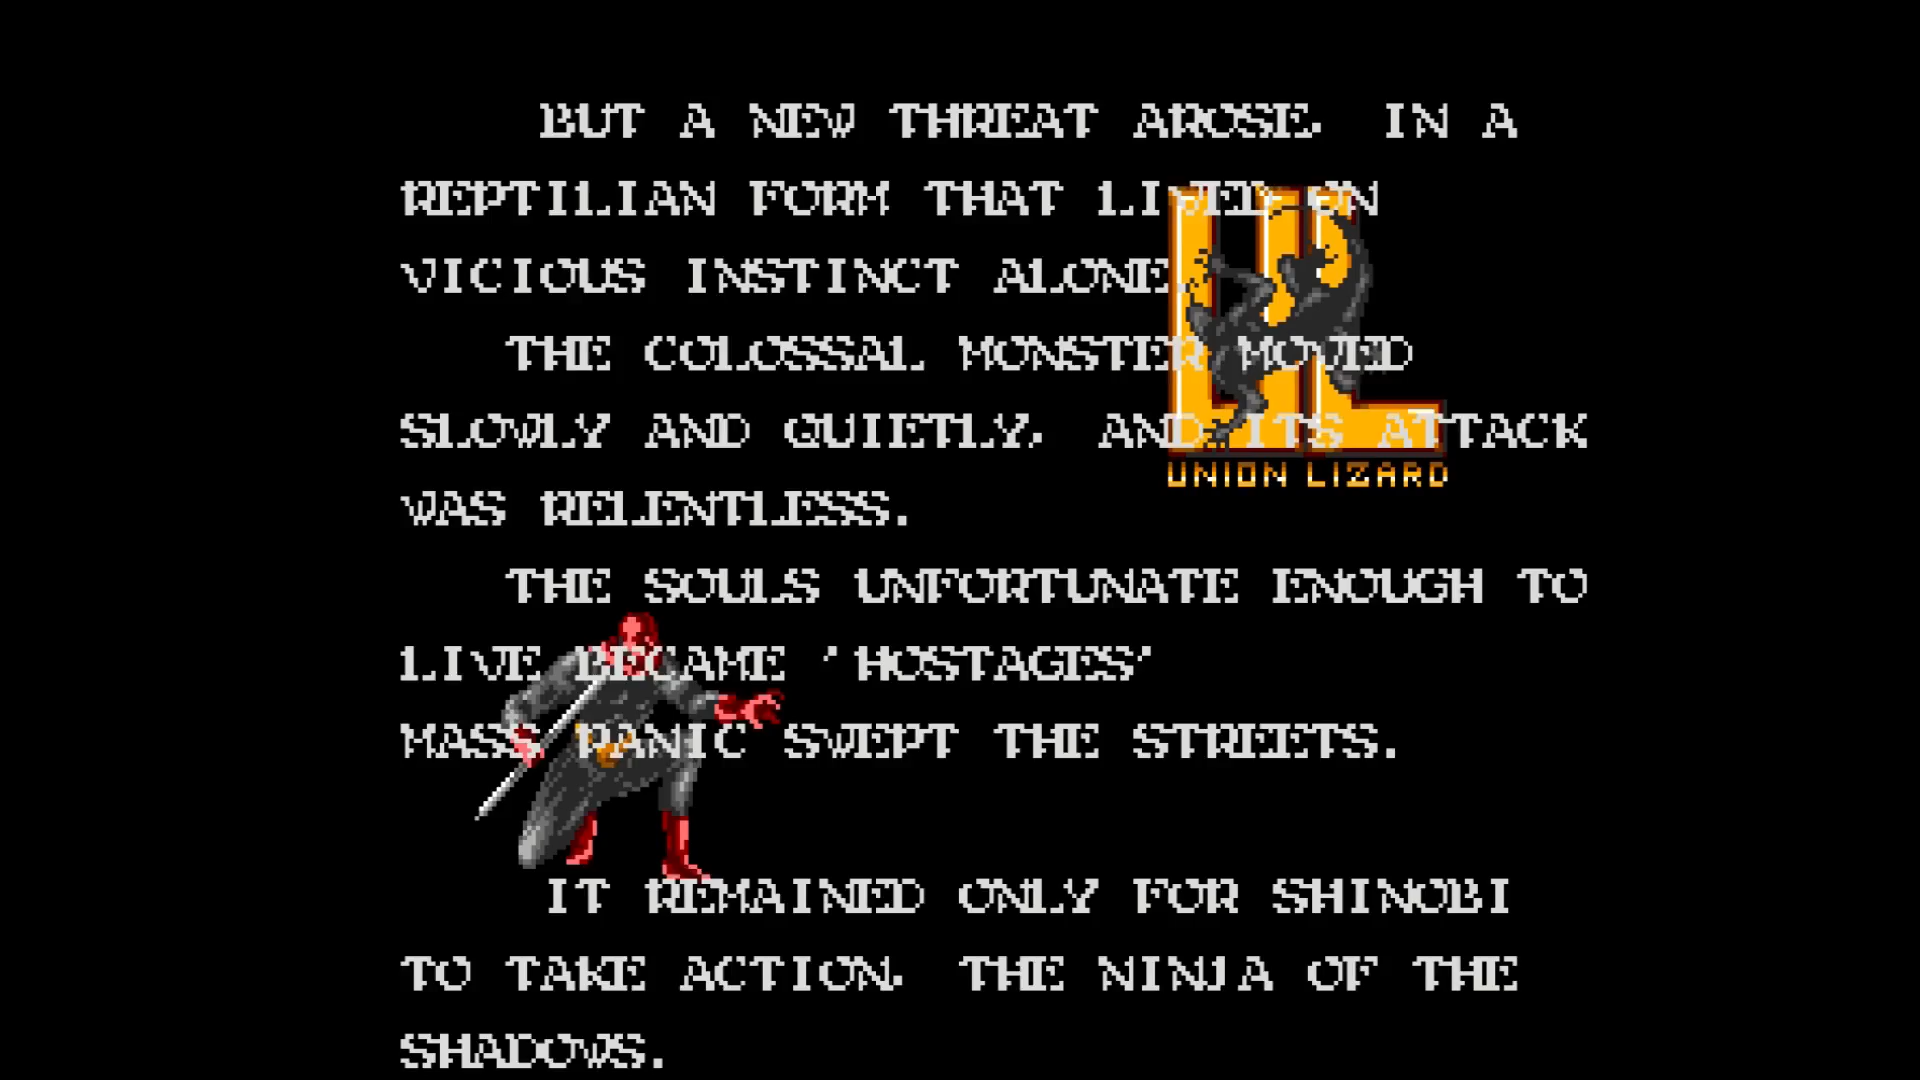 BUT A NEW THREAT AROSE. IN A
REPTILIAN FORM THAT LIVED ON
VICIOUS INSTINCT ALONE.
THE COLOSSAL MONSTER MOVED
SLOWLY AND QUIETLY. AND ITS ATTACK
UNION LIZARD
WAS RELENTLESS.
THE SOULS UNFORTUNATE ENOUGH TO
LIVE BECAME 'HOSTAGES'
MASS PANIC SWEPT THE STREETS.
IT REMAINED ONLY FOR SHINOBI
TO TAKE ACTION. THE NINJA OF THE
SHADOWS.